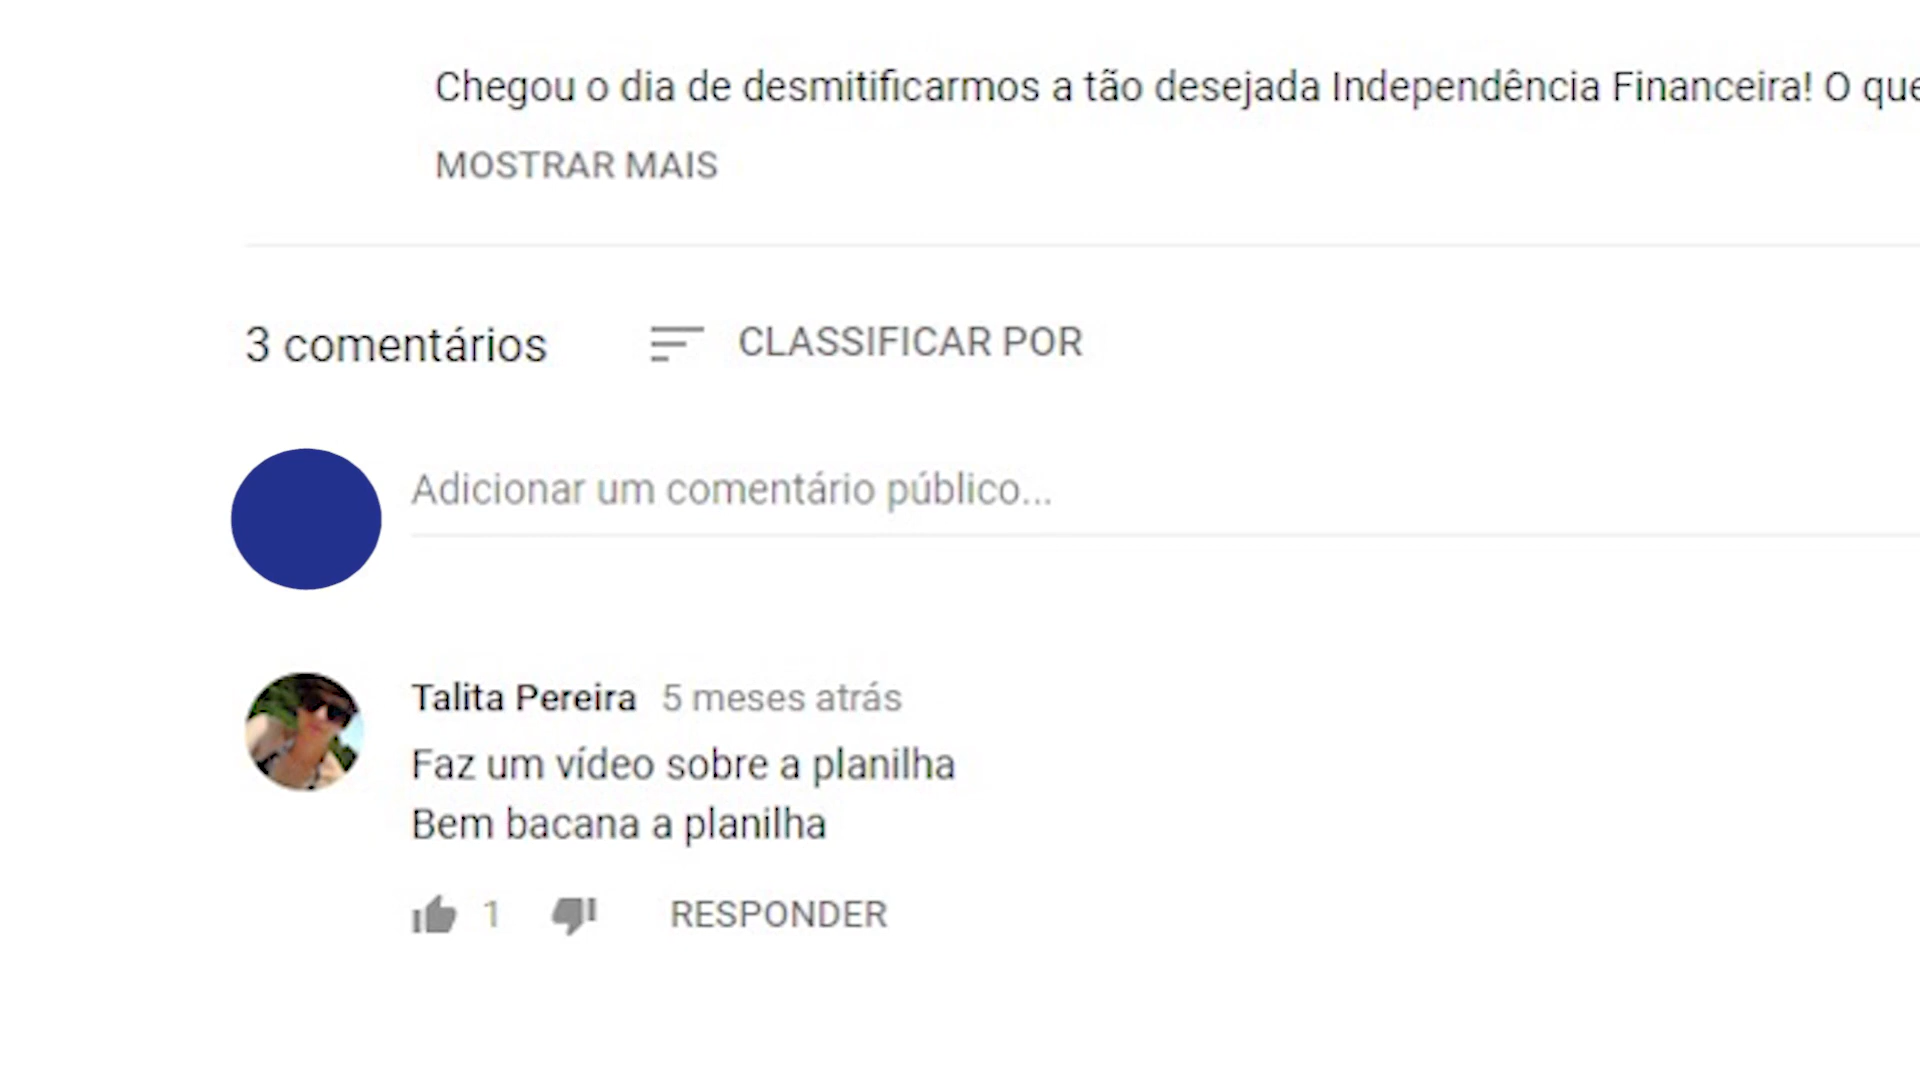 Chegou o dia de desmitificarmos a tão desejada Independência Financeira! O que
MOSTRAR MAIS
3 comentários CLASSIFICAR POR
Adicionar um comentário público...
Talita Pereira 5 meses atrás
Faz um vídeo sobre a planilha
Bem bacana a planilha
1 RESPONDER